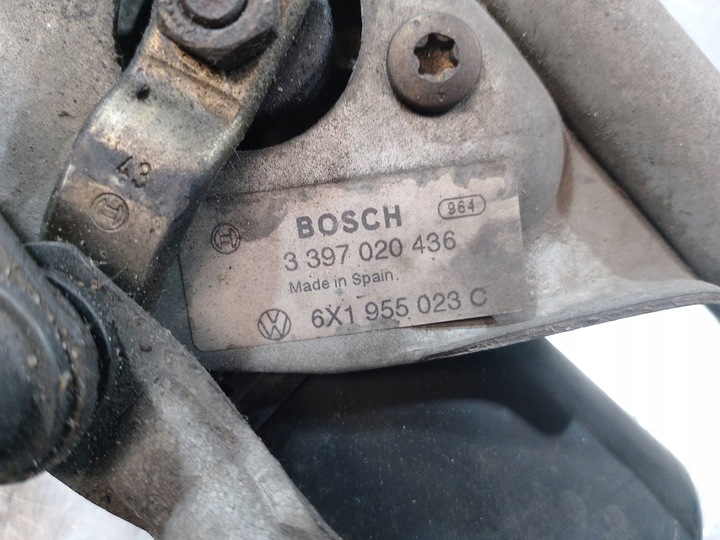 43
BOSCH 964
3 397 020 436
Made in Spain.
6X1 955 023 C